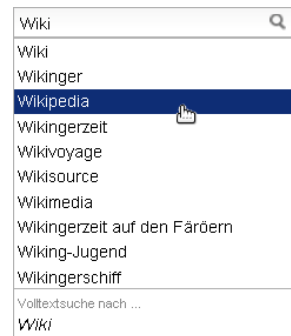 Wiki
Wiki
Wikinger
Wikipedia
Wikingerzeit
Wikivoyage
Wikisource
Wikimedia
Wikingerzeit auf den Färöern
Wiking-Jugend
Wikingerschiff
Volltextsuche nach ...
Wiki